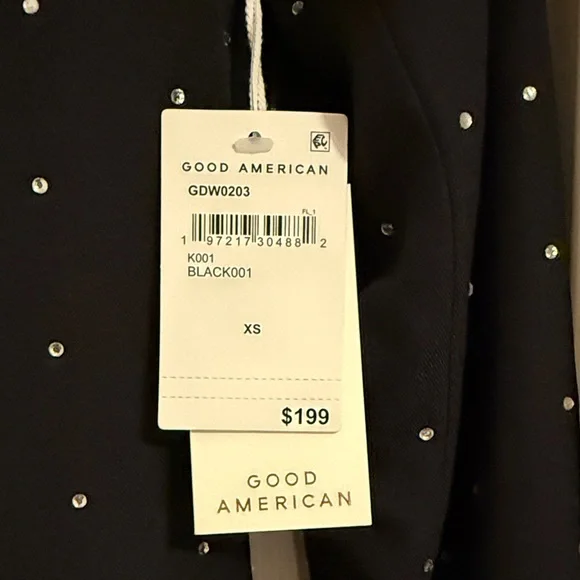 GOOD AMERICAN
GDW0203
FL_1
1 97217 30488 2
K001
BLACK001
XS
$199
GOOD
AMERICAN